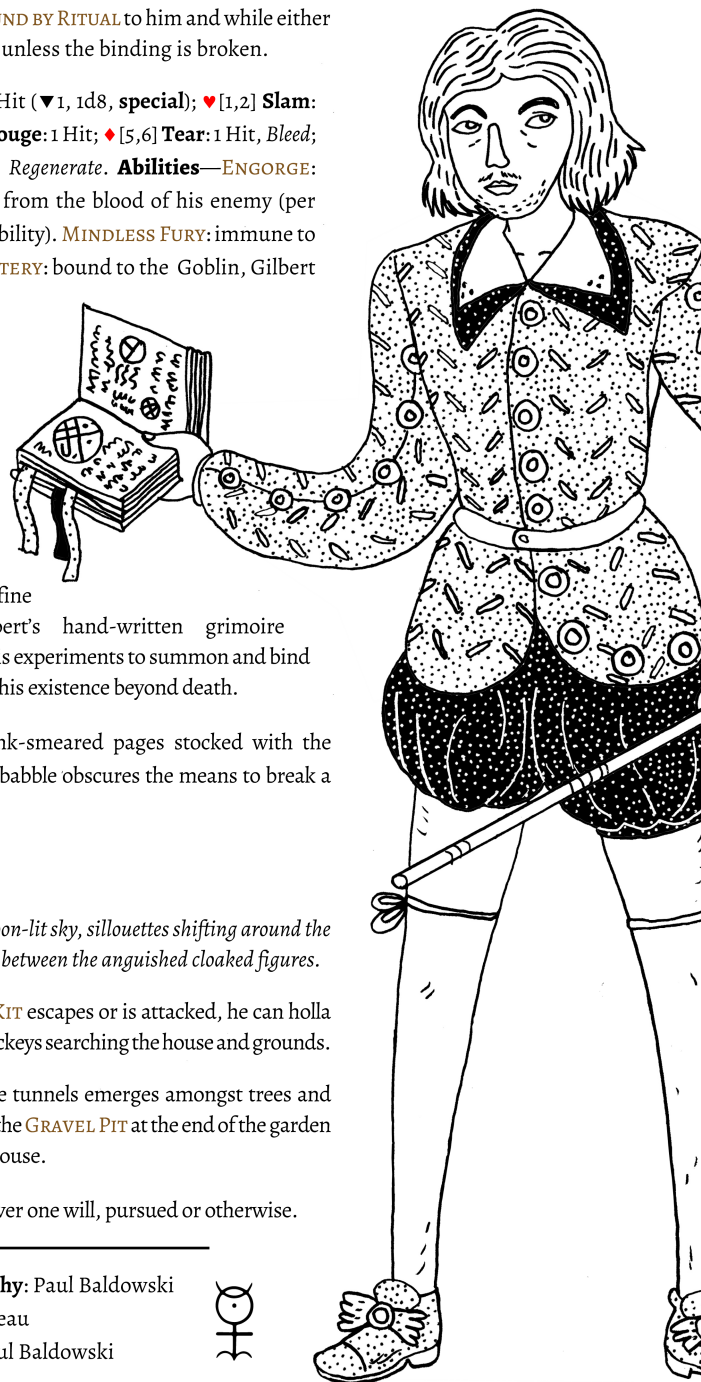 UND BY RITUAL to him and while either
unless the binding is broken.
Hit (▼1, 1d8, special); ♥[1,2] Slam:
ouge: 1 Hit; ♦[5,6] Tear: 1 Hit, Bleed;
Regenerate. Abilities—ENGORGE:
from the blood of his enemy (per
bility). MINDLESS FURY: immune to
TERY: bound to the Goblin, Gilbert
fine
bert’s hand-written grimoire
is experiments to summon and bind
his existence beyond death.
nk-smeared pages stocked with the
babble obscures the means to break a
oon-lit sky, sillouettes shifting around the
between the anguished cloaked figures.
KIT escapes or is attacked, he can holla
ckeys searching the house and grounds.
e tunnels emerges amongst trees and
the GRAVEL PIT at the end of the garden
ouse.
ver one will, pursued or otherwise.
hy: Paul Baldowski
eau
ul Baldowski